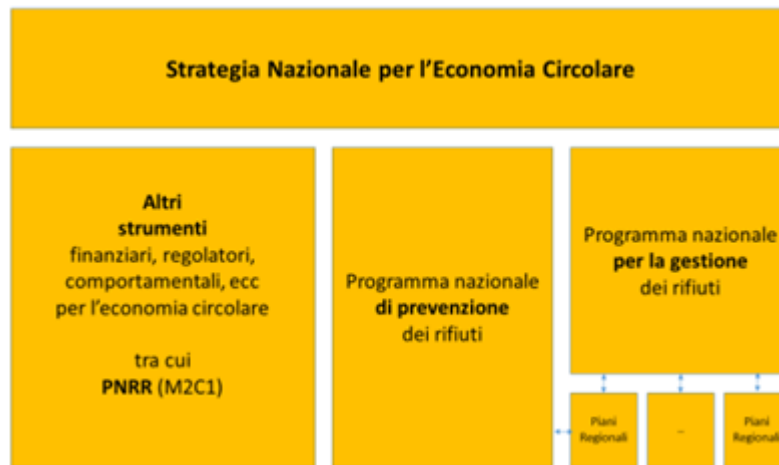 Strategia Nazionale per l'Economia Circolare
Altri
strumenti
finanziari, regolatori,
comportamentali, ecc
per l'economia circolare
tra cui
PNRR (M2C1)
Programma nazionale
di prevenzione
dei rifiuti
Programma nazionale
per la gestione
dei rifiuti
Piani
Regionali
..
Piani
Regionali